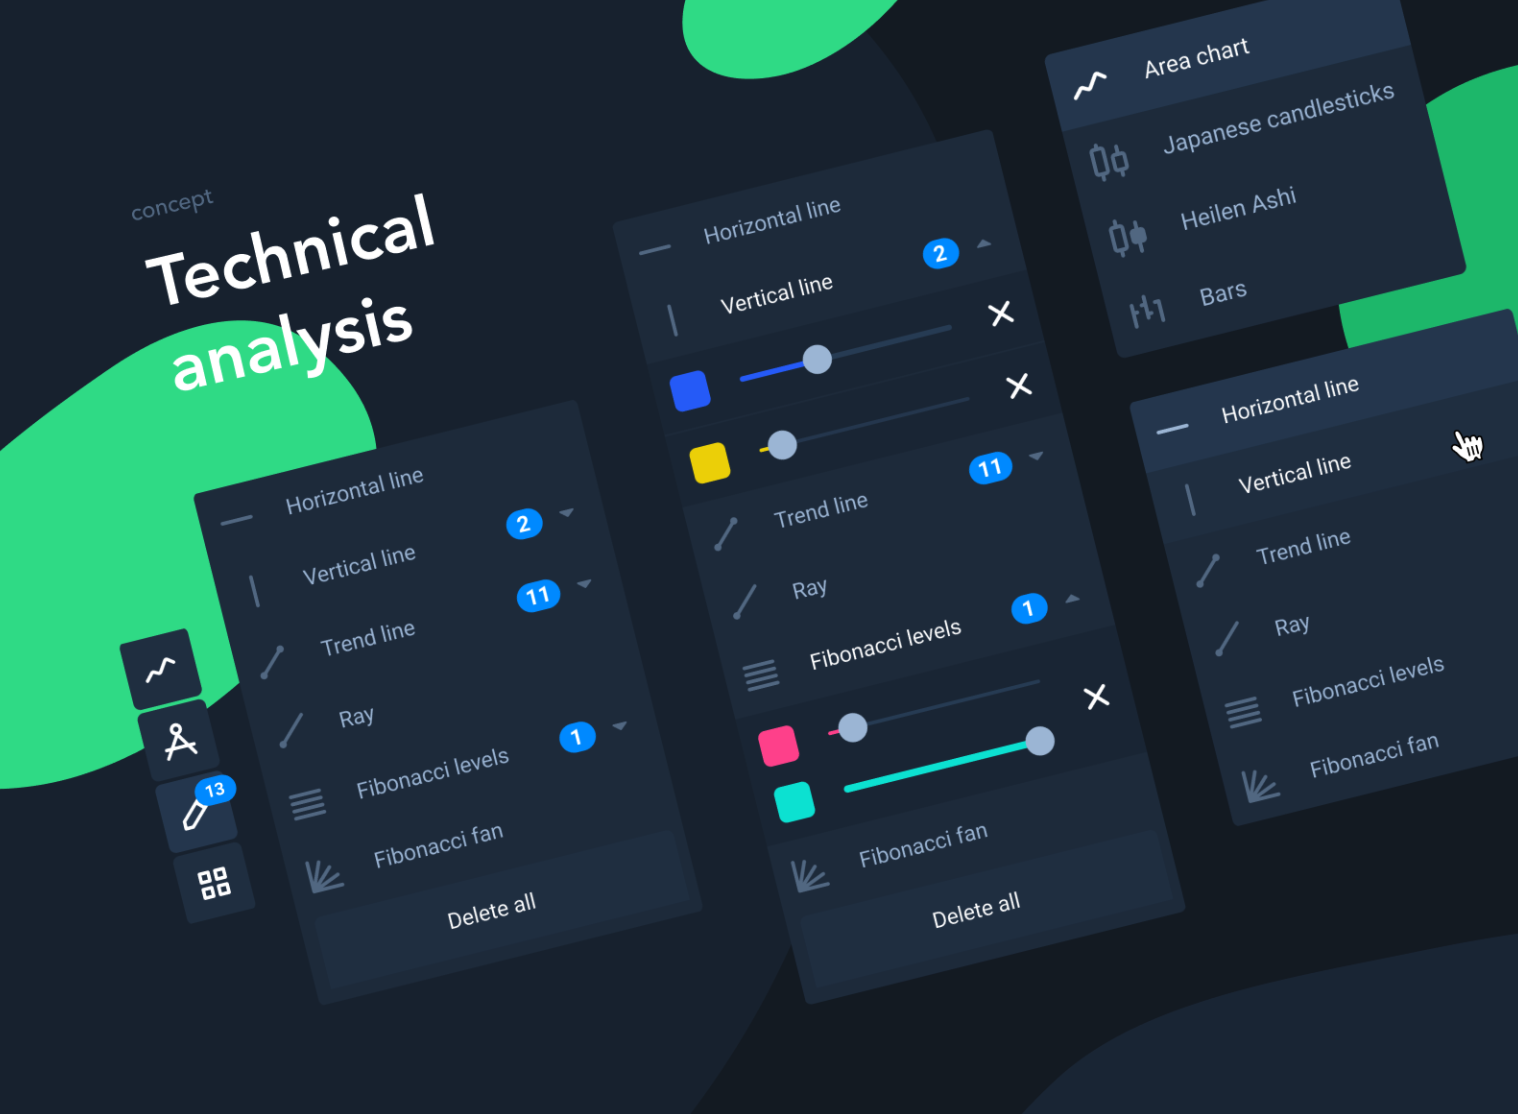 concept
Technical
analysis
13
Horizontal line
Vertical line
2
Trend line
11
Ray
Fibonacci levels
1
Fibonacci fan
Delete all
Horizontal line
Vertical line
2
Trend line
11
Ray
Fibonacci levels
1
Fibonacci fan
Delete all
Area chart
Japanese candlesticks
Heilen Ashi
Bars
Horizontal line
Vertical line
Trend line
Ray
Fibonacci levels
Fibonacci fan